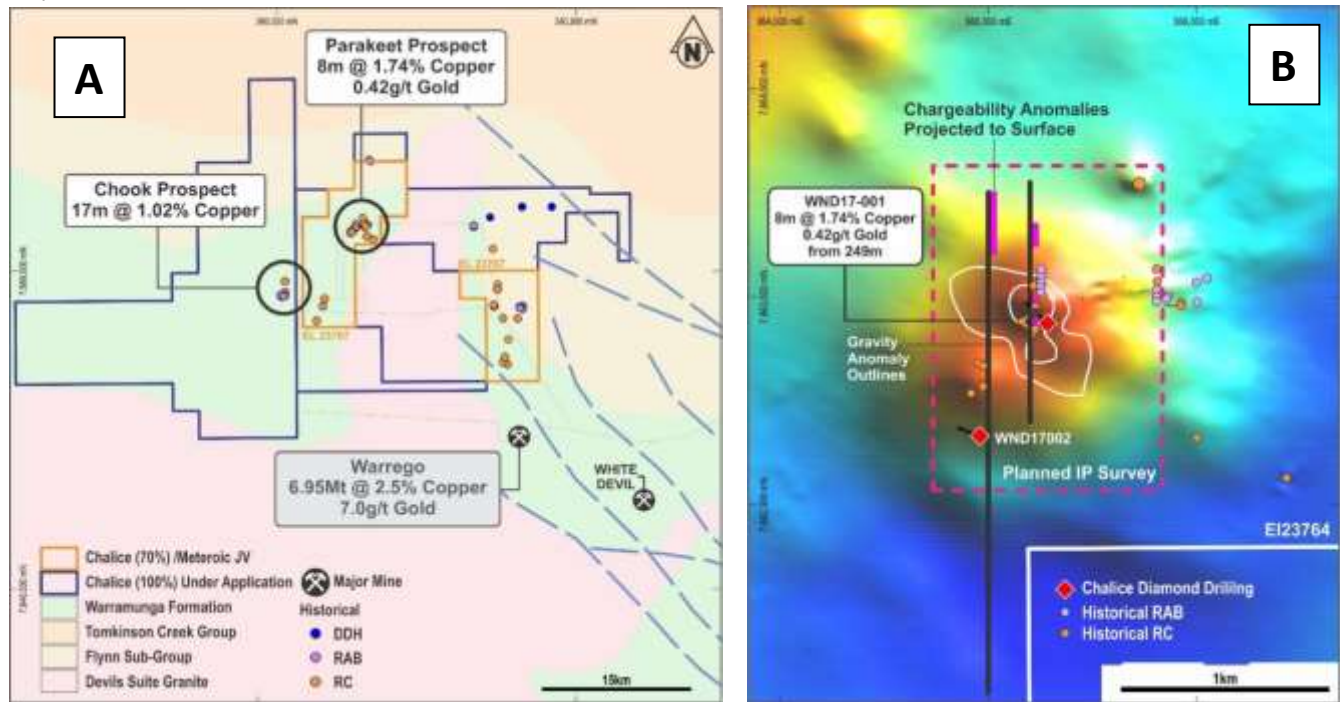 A
Parakeet Prospect
8m @ 1.74% Copper
0.42g/t Gold
N
Chook Prospect
17m @ 1.02% Copper
EL 23767
Warrego
6.95Mt @ 2.5% Copper
7.0g/t Gold
WHITE
DEVIL
Chalice (70%) /Meteroic JV
Chalice (100%) Under Application
Warramunga Formation
Tomkinson Creek Group
Flynn Sub-Group
Devils Suite Granite
Major Mine
Historical
DDH
RAB
RC
15km
B
Chargeability Anomalies
Projected to Surface
WND17-001
8m @ 1.74% Copper
0.42g/t Gold
from 249m
Gravity
Anomaly
Outlines
WND17002
Planned IP Survey
EI23764
Chalice Diamond Drilling
Historical RAB
Historical RC
1km